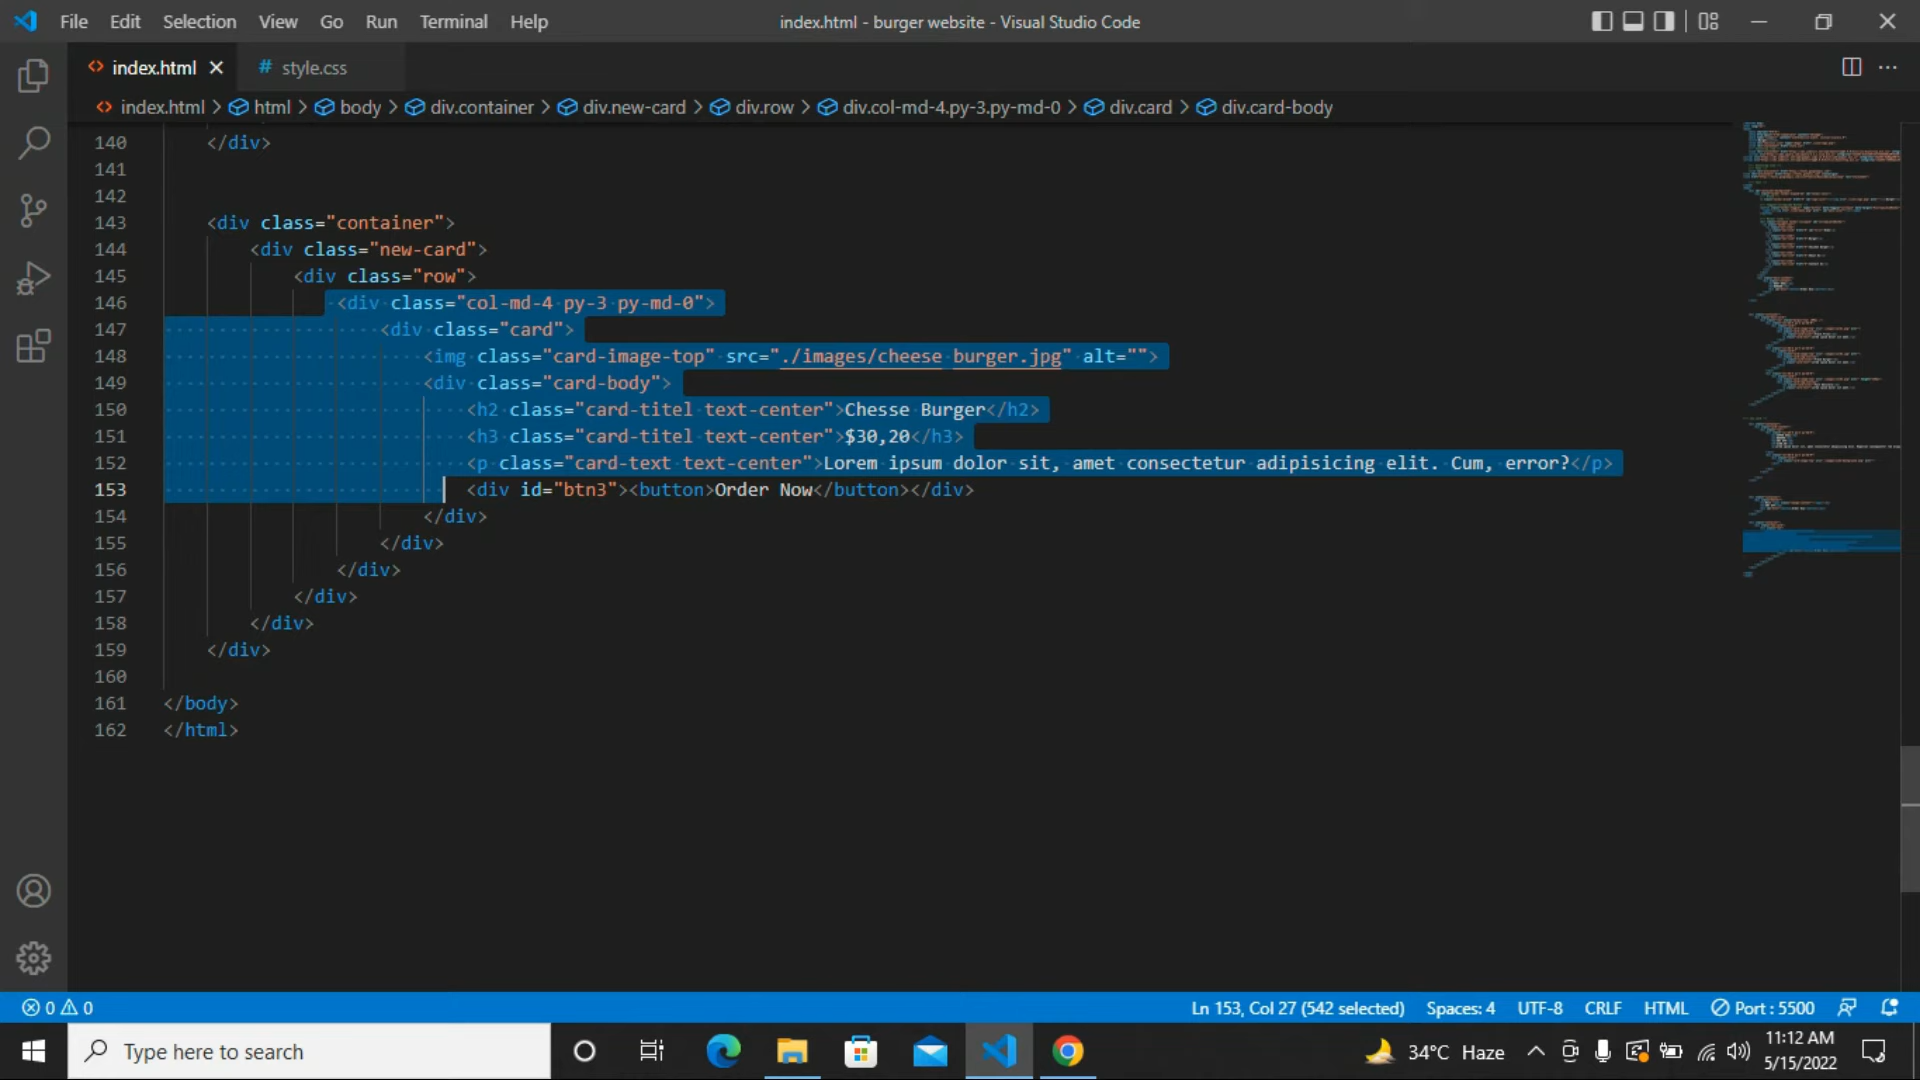 File Edit Selection View Go Run Terminal Help
index.html - burger website - Visual Studio Code
index.html
# style.css
index.html > html > body > div.container > div.new-card > div.row > div.col-md-4.py-3.py-md-0 > div.card > div.card-body
140 </div>
141
142
143 <div class="container">
144 <div class="new-card">
145 <div class="row">
146 <div class="col-md-4 py-3 py-md-0">
147 <div class="card">
148 <img class="card-image-top" src="./images/cheese burger.jpg" alt="">
149 <div class="card-body">
150 <h2 class="card-titel text-center">Chesse Burger</h2>
151 <h3 class="card-titel text-center">$30,20</h3>
152 <p class="card-text text-center">Lorem ipsum dolor sit, amet consectetur adipisicing elit. Cum, error?</p>
153 <div id="btn3"><button>Order Now</button></div>
154 </div>
155 </div>
156 </div>
157 </div>
158 </div>
159 </div>
160
161 </body>
162 </html>
0 0
Ln 153, Col 27 (542 selected) Spaces: 4 UTF-8 CRLF HTML Port : 5500
Type here to search
34°C Haze
11:12 AM
5/15/2022